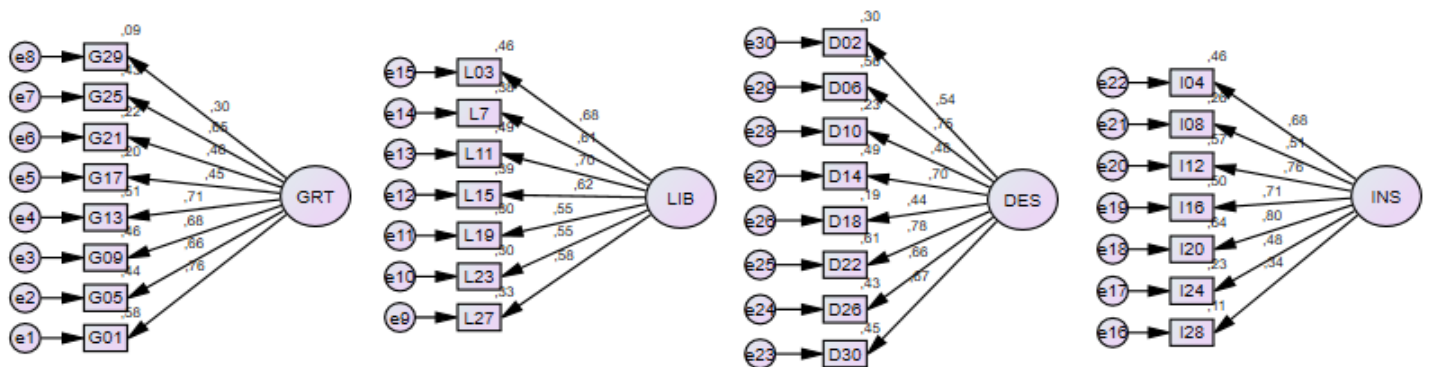 ,09
e8 G29
,43
e7 G25
,22
e6 G21
,20
e5 G17
,51
e4 G13
,46
e3 G09
,44
e2 G05
,58
e1 G01
,30
,65
,46
,45
,71
,68
,66
,76
GRT
,46
e15 L03
,38
e14 L7
,49
e13 L11
,39
e12 L15
,30
e11 L19
,30
e10 L23
,33
e9 L27
,68
,61
,70
,62
,55
,55
,58
LIB
,30
e30 D02
,56
e29 D06
,23
e28 D10
,49
e27 D14
,19
e26 D18
,61
e25 D22
,43
e24 D26
,45
e23 D30
,54
,75
,48
,70
,44
,78
,66
,67
DES
,46
e22 I04
,26
e21 I08
,57
e20 I12
,50
e19 I16
,64
e18 I20
,23
e17 I24
,11
e16 I28
,68
,51
,76
,71
,80
,48
,34
INS